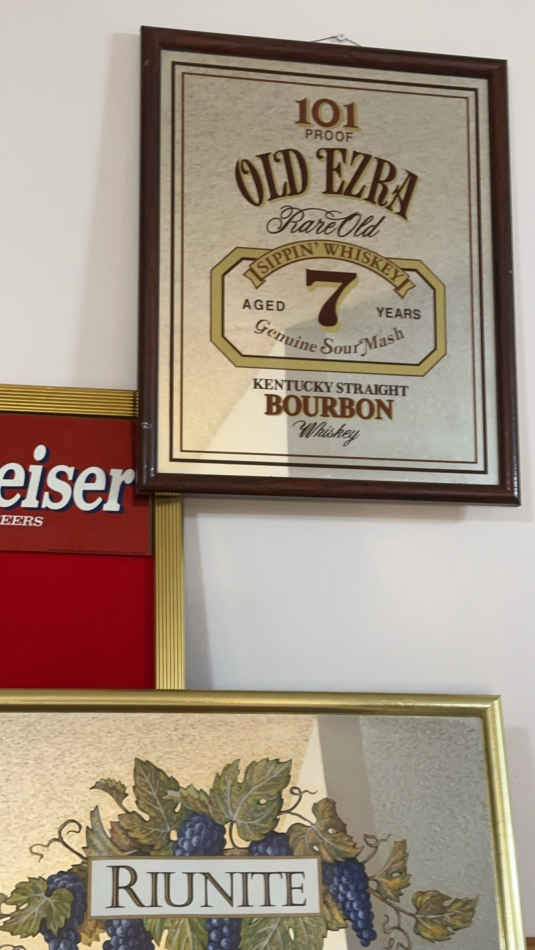 101
PROOF
OLD EZRA
Rare Old
SIPPIN' WHISKEY
AGED 7 YEARS
Genuine Sour Mash
KENTUCKY STRAIGHT
BOURBON
Whiskey
eiser
EERS
RIUNITE